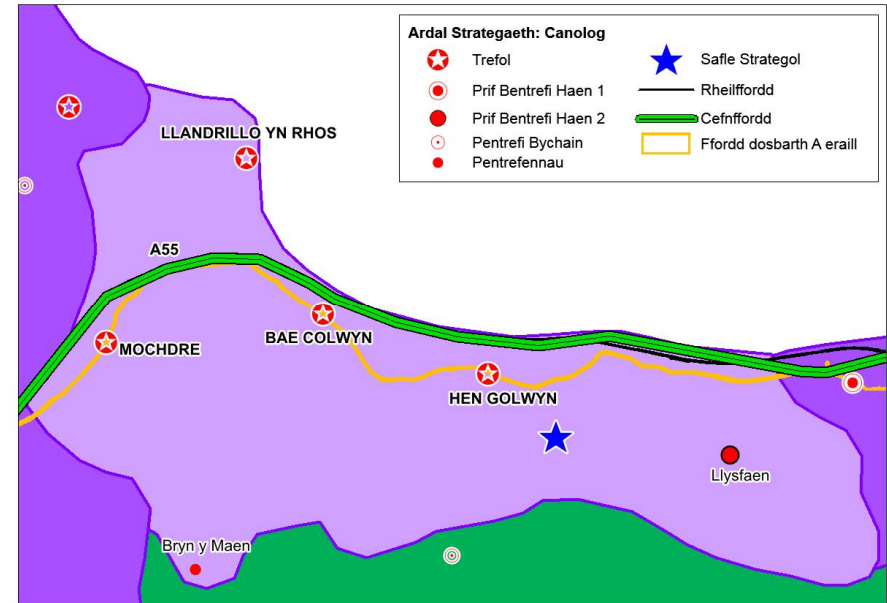 Ardal Strategaeth: Canolog
Trefol
Prif Bentrefi Haen 1
Prif Bentrefi Haen 2
Pentrefi Bychain
Pentrefennau
Safle Strategol
Rheilffordd
Cefnffordd
Ffordd dosbarth A eraill
LLANDRILLO YN RHOS
A55
MOCHDRE
BAE COLWYN
HEN GOLWYN
Llysfaen
Bryn y Maen